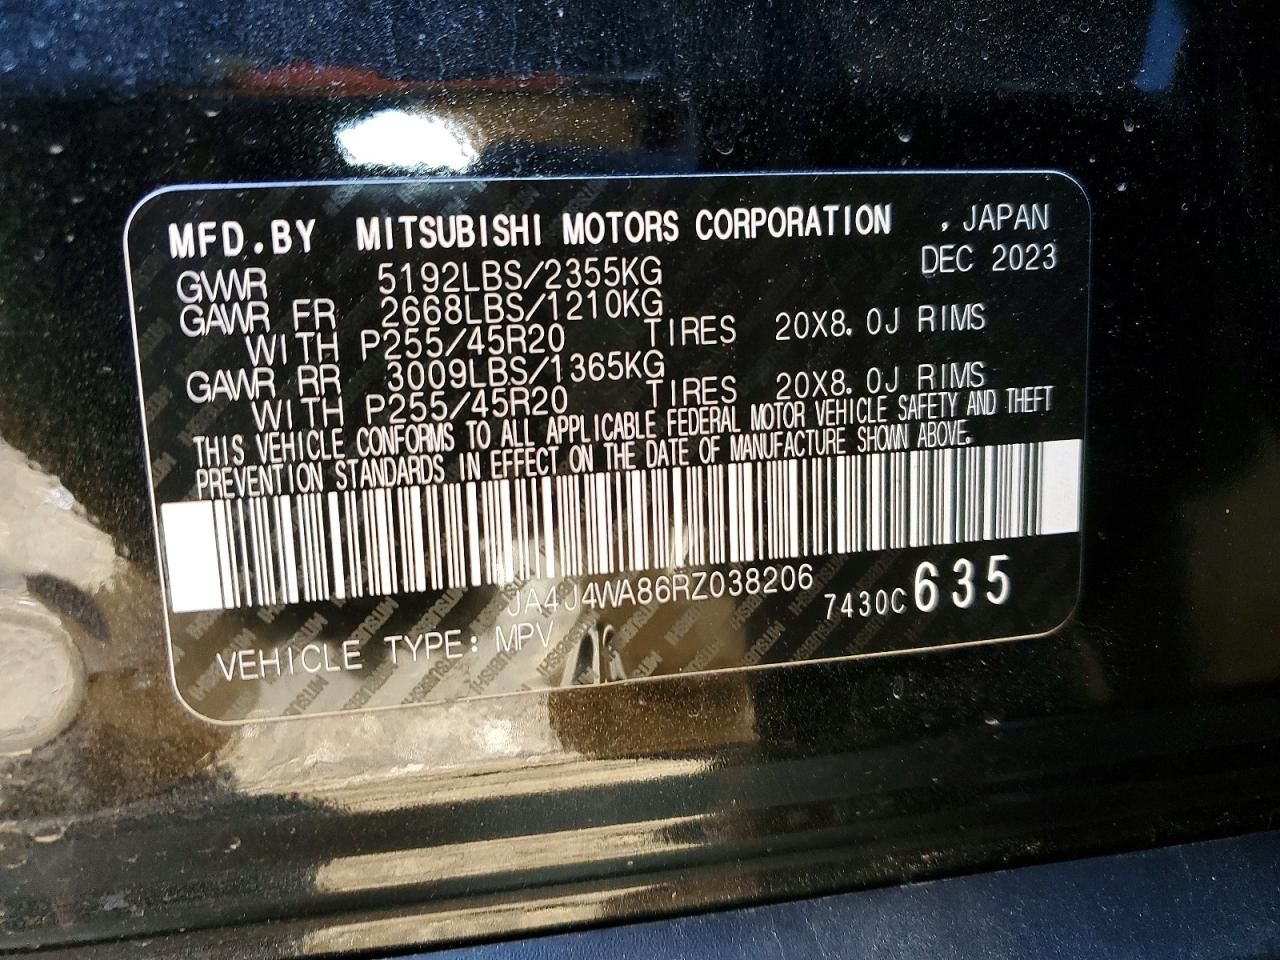 MFD.BY MITSUBISHI MOTORS CORPORATION , JAPAN
GVWR 5192LBS/2355KG DEC 2023
GAWR FR 2668LBS/1210KG
WITH P255/45R20 TIRES 20X8.0J RIMS
GAWR RR 3009LBS/1365KG
WITH P255/45R20 TIRES 20X8.0J RIMS
THIS VEHICLE CONFORMS TO ALL APPLICABLE FEDERAL MOTOR VEHICLE SAFETY AND THEFT
PREVENTION STANDARDS IN EFFECT ON THE DATE OF MANUFACTURE SHOWN ABOVE.
JA4J4WA86RZ038206 7430C 635
VEHICLE TYPE: MPV